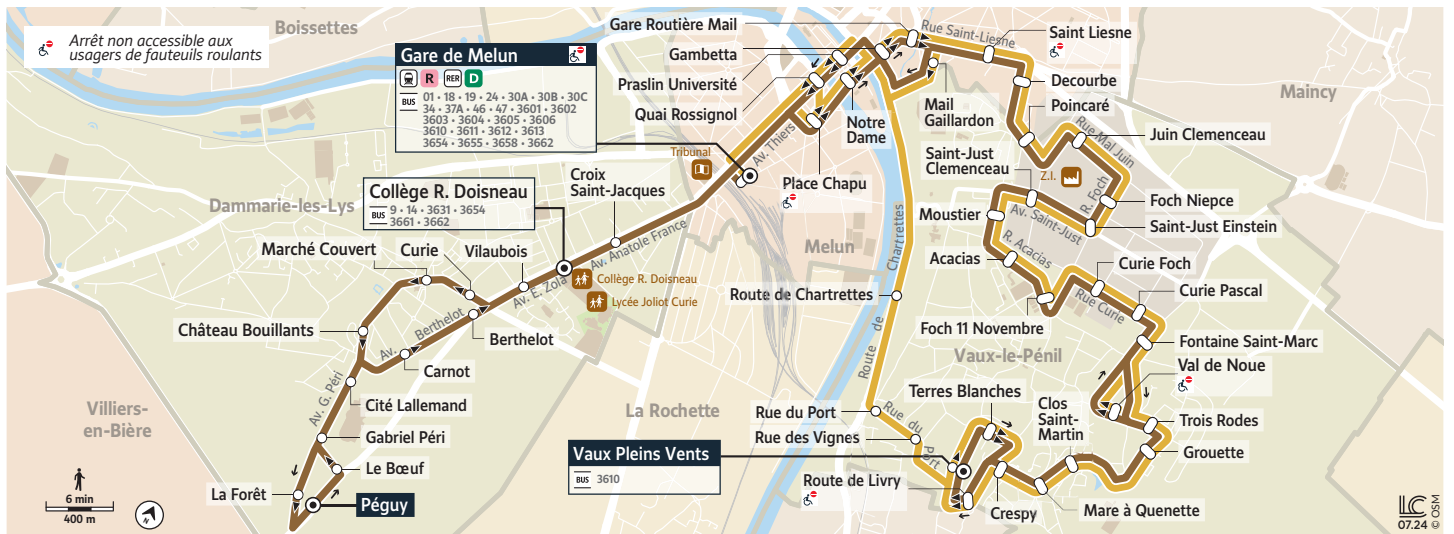 Arrêt non accessible aux
usagers de fauteuils roulants
Boissettes
Gare de Melun
R RER D
BUS 01 • 18 • 19 • 24 • 30A • 30B • 30C
34 • 37A • 46 • 47 • 3601 • 3602
3603 • 3604 • 3605 • 3606
3610 • 3611 • 3612 • 3613
3654 • 3655 • 3658 • 3662
Gare Routière Mail
Gambetta
Praslin Université
Quai Rossignol
Rue Saint-Liesne
Saint Liesne
Decourbe
Poincaré
Maincy
Mail
Gaillardon
Notre
Dame
Rue Mal Juin
Juin Clemenceau
Saint-Just
Clemenceau
Z.I.
R. Foch
Foch Niepce
Av. Saint-Just
Saint-Just Einstein
Moustier
R. Acacias
Acacias
Tribunal
Av. Thiers
Place Chapu
Croix
Saint-Jacques
Collège R. Doisneau
BUS 9 • 14 • 3631 • 3654
3661 • 3662
Dammarie-les-Lys
Melun
Chartrettes
Marché Couvert
Curie
Vilaubois
Av. E. Zola
Av. Anatole France
Collège R. Doisneau
Lycée Joliot Curie
Route de Chartrettes
Curie Foch
Curie Pascal
Rue Curie
Foch 11 Novembre
Fontaine Saint-Marc
Château Bouillants
Av. Berthelot
Berthelot
Carnot
Route de
Vaux-le-Pénil
Val de Noue
Av. G. Péri
Cité Lallemand
Villiers-
en-Bière
La Rochette
Terres Blanches
Clos
Saint-
Martin
Trois Rodes
Rue du Port
Rue du Port
Rue des Vignes
Gabriel Péri
Le Bœuf
Grouette
Vaux Pleins Vents
BUS 3610
Route de Livry
La Forêt
Péguy
Crespy
Mare à Quenette
6 min
400 m
LC
07.24 © OSM